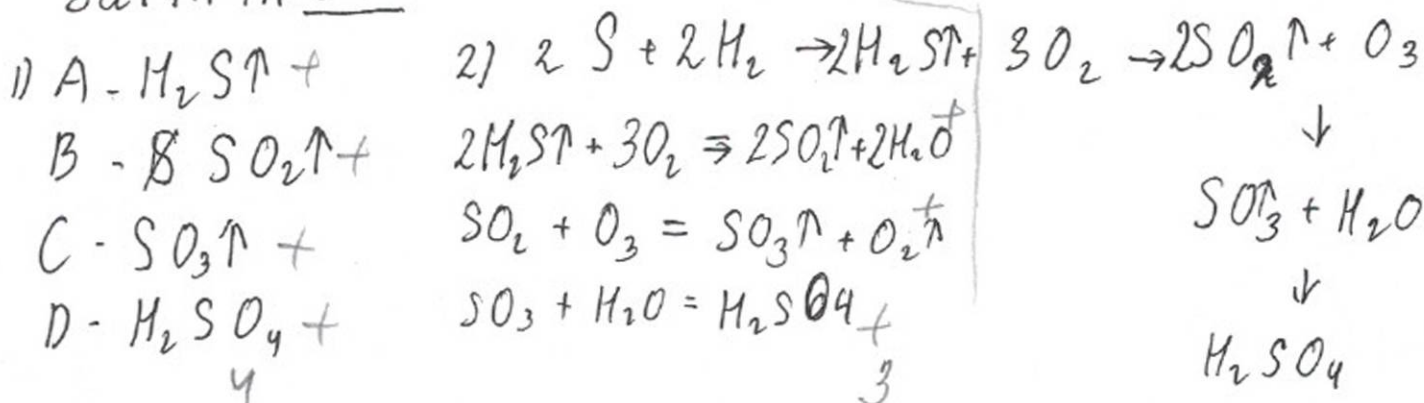 1) A - H₂S↑ +
B - SO₂↑ +
C - SO₃↑ +
D - H₂SO₄ +
4
2) 2 S + 2H₂ → 2H₂S↑ + 3O₂ → 2SO₂↑ + O₃
↓
SO₃↑ + H₂O
↓
H₂SO₄
2H₂S↑ + 3O₂ ⇒ 2SO₂↑ + 2H₂O +
SO₂ + O₃ = SO₃↑ + O₂↑ +
SO₃ + H₂O = H₂SO4 +
3